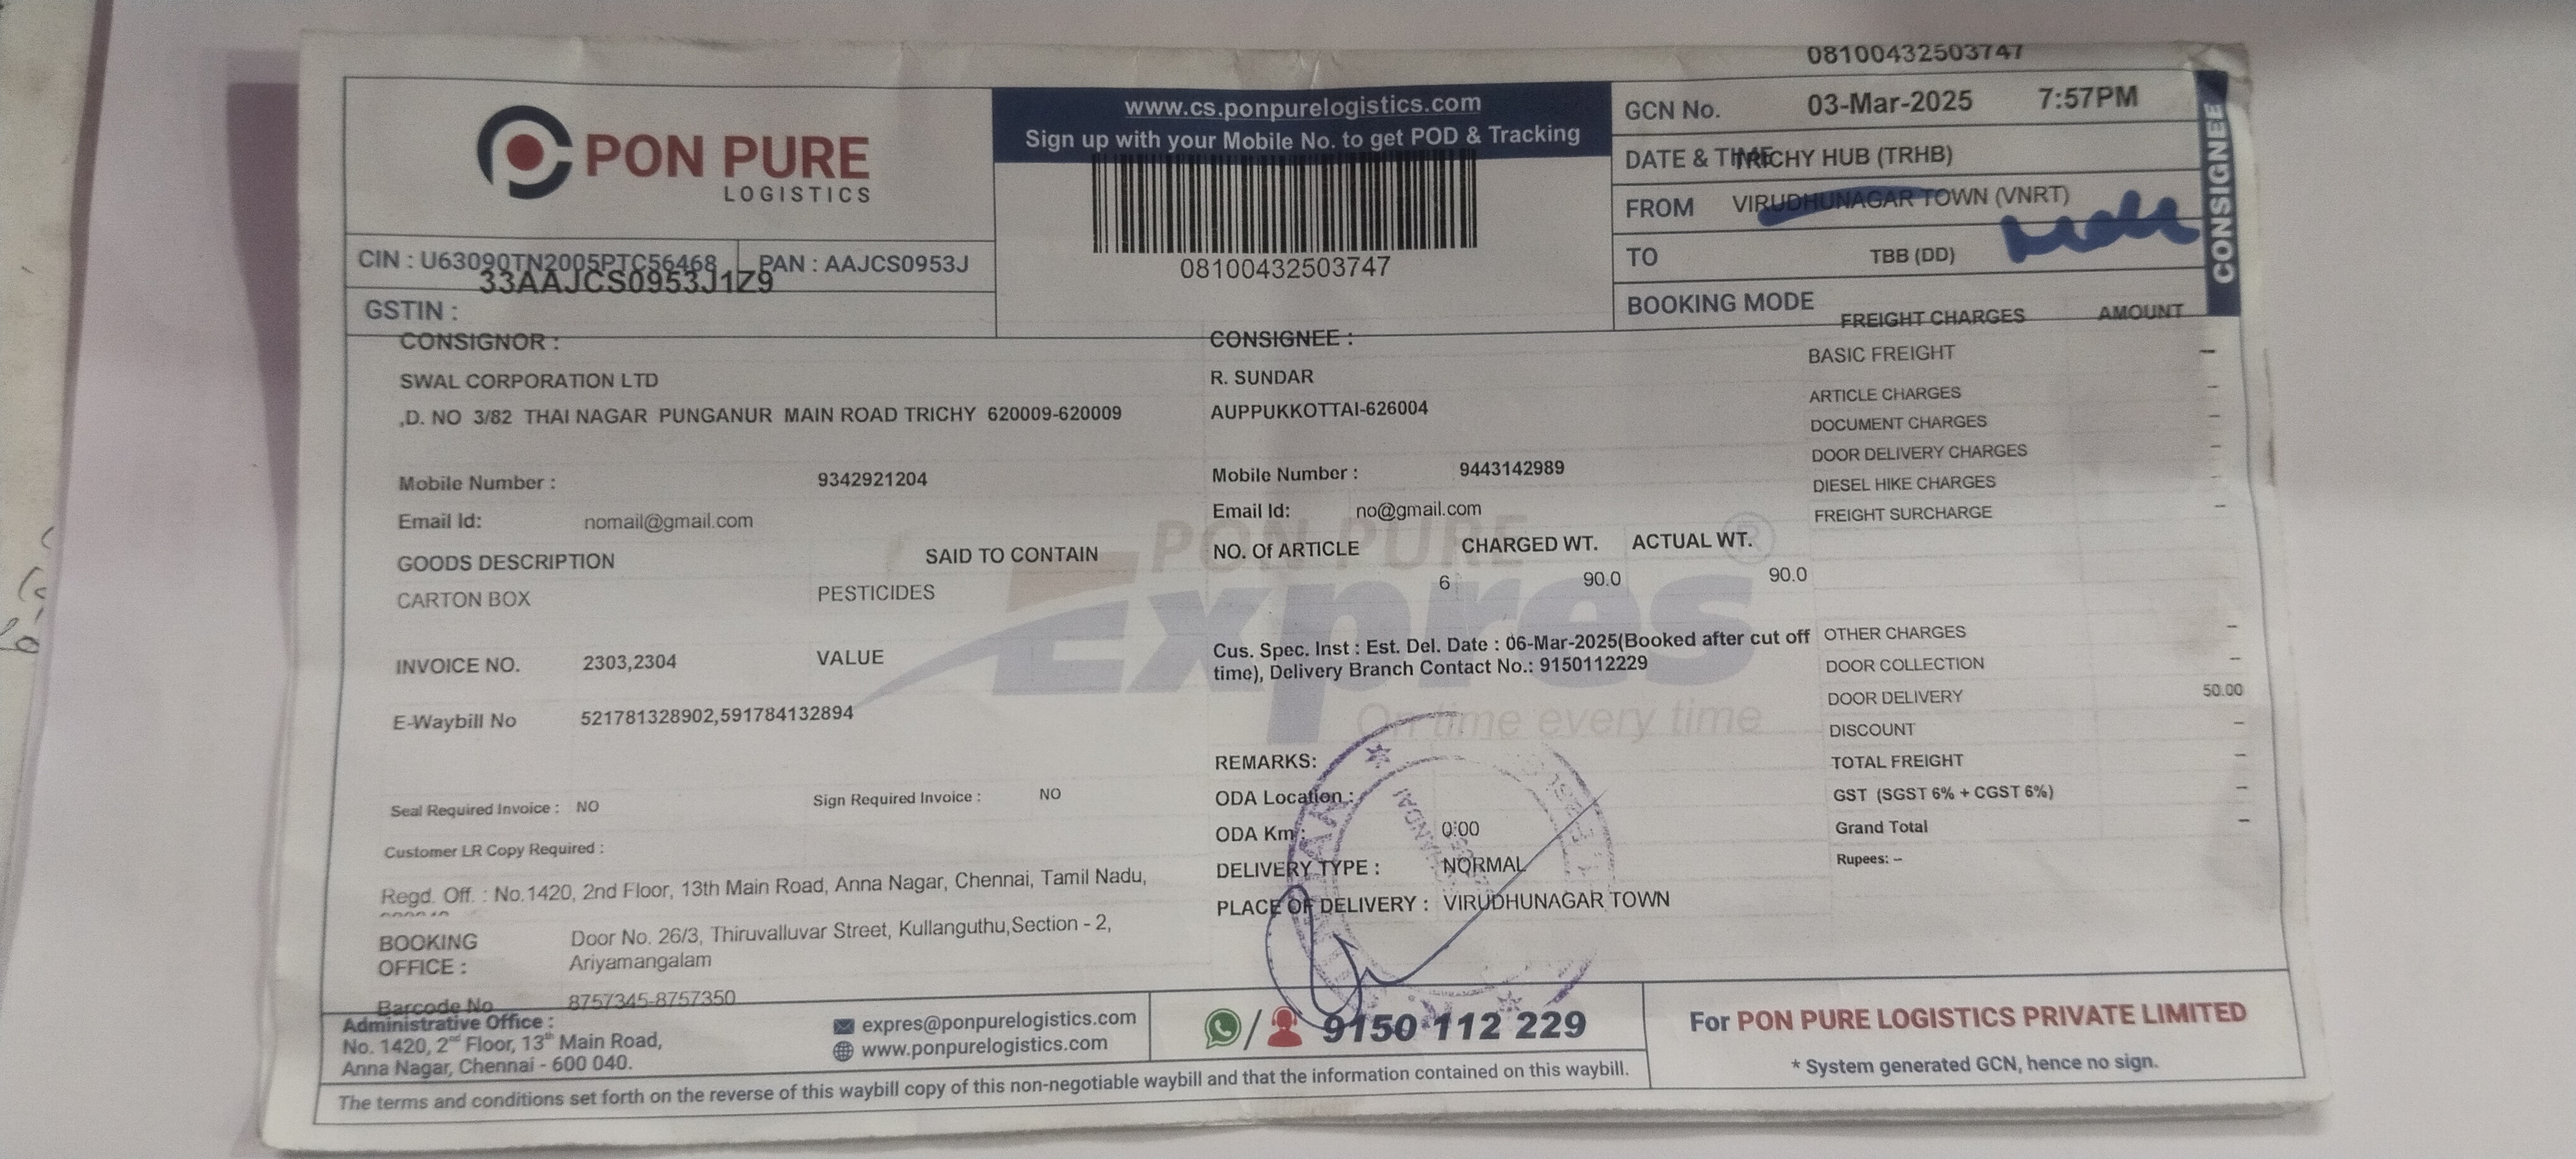 08100432503747
PON PURE
LOGISTICS
www.cs.ponpurelogistics.com
Sign up with your Mobile No. to get POD & Tracking
08100432503747
GCN No. 03-Mar-2025 7:57PM
DATE & TIME TRICHY HUB (TRHB)
FROM VIRUDHUNAGAR TOWN (VNRT)
TO TBB (DD)
BOOKING MODE
CONSIGNEE
CIN : U63090TN2005PTC56468 PAN : AAJCS0953J
33AAJCS0953J1Z9
GSTIN :
CONSIGNOR :
SWAL CORPORATION LTD
,D. NO 3/82 THAI NAGAR PUNGANUR MAIN ROAD TRICHY 620009-620009
Mobile Number : 9342921204
Email Id: nomail@gmail.com
CONSIGNEE :
R. SUNDAR
AUPPUKKOTTAI-626004
Mobile Number : 9443142989
Email Id: no@gmail.com
FREIGHT CHARGES AMOUNT
BASIC FREIGHT –
ARTICLE CHARGES –
DOCUMENT CHARGES –
DOOR DELIVERY CHARGES –
DIESEL HIKE CHARGES –
FREIGHT SURCHARGE –
GOODS DESCRIPTION SAID TO CONTAIN NO. Of ARTICLE CHARGED WT. ACTUAL WT.
CARTON BOX PESTICIDES 6 90.0 90.0
PON PURE
Expres ®
On time every time
INVOICE NO. 2303,2304 VALUE
E-Waybill No 521781328902,591784132894
Cus. Spec. Inst : Est. Del. Date : 06-Mar-2025(Booked after cut off
time), Delivery Branch Contact No.: 9150112229
OTHER CHARGES –
DOOR COLLECTION –
DOOR DELIVERY 50.00
DISCOUNT –
TOTAL FREIGHT –
GST (SGST 6% + CGST 6%) –
Grand Total –
Rupees: –
Seal Required Invoice : NO Sign Required Invoice : NO
Customer LR Copy Required :
REMARKS:
ODA Location :
ODA Km : 0.00
DELIVERY TYPE : NORMAL
PLACE OF DELIVERY : VIRUDHUNAGAR TOWN
Regd. Off. : No.1420, 2nd Floor, 13th Main Road, Anna Nagar, Chennai, Tamil Nadu,
BOOKING OFFICE : Door No. 26/3, Thiruvalluvar Street, Kullanguthu,Section - 2,
Ariyamangalam
Barcode No 8757345-8757350
Administrative Office :
No. 1420, 2nd Floor, 13th Main Road,
Anna Nagar, Chennai - 600 040.
expres@ponpurelogistics.com
www.ponpurelogistics.com
/ 9150 112 229
For PON PURE LOGISTICS PRIVATE LIMITED
* System generated GCN, hence no sign.
The terms and conditions set forth on the reverse of this waybill copy of this non-negotiable waybill and that the information contained on this waybill.